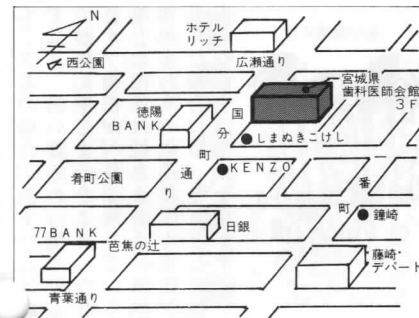 N
ホテル
リッチ
西公園
広瀬通り
宮城県
歯科医師会館
3F
徳陽
BANK
国分町通り
しまぬきこけし
肴町公園
KENZO
一番町
鐘崎
77BANK
芭蕉の辻
日銀
藤崎・
デパート
青葉通り